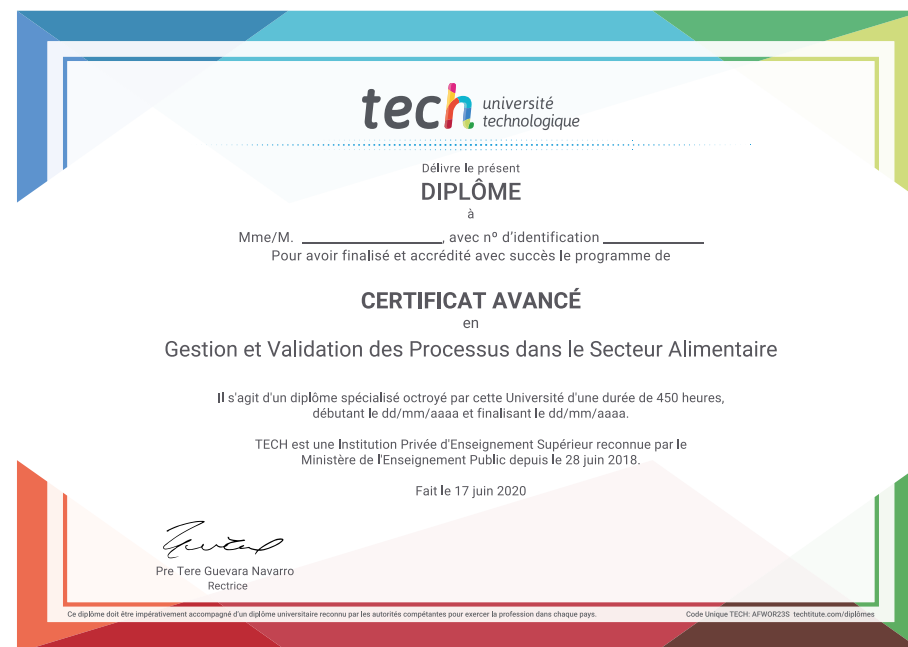 tech université
technologique
Délivre le présent
DIPLÔME
à
Mme/M. ____________________, avec nº d'identification ______________
Pour avoir finalisé et accrédité avec succès le programme de
CERTIFICAT AVANCÉ
en
Gestion et Validation des Processus dans le Secteur Alimentaire
Il s'agit d'un diplôme spécialisé octroyé par cette Université d'une durée de 450 heures,
débutant le dd/mm/aaaa et finalisant le dd/mm/aaaa.
TECH est une Institution Privée d'Enseignement Supérieur reconnue par le
Ministère de l'Enseignement Public depuis le 28 juin 2018.
Fait le 17 juin 2020
Pre Tere Guevara Navarro
Rectrice
Ce diplôme doit être impérativement accompagné d'un diplôme universitaire reconnu par les autorités compétentes pour exercer la profession dans chaque pays.
Code Unique TECH: AFWOR23S techtitute.com/diplômes